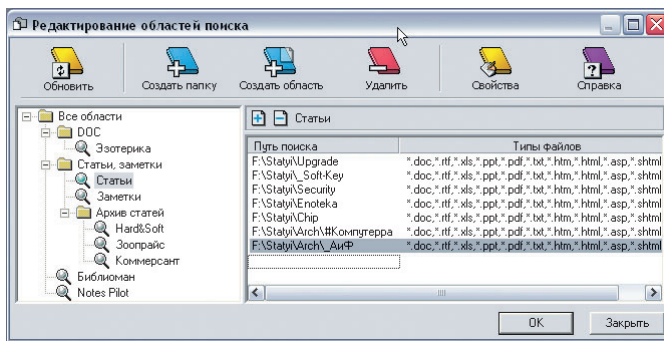 Редактирование областей поиска
Обновить Создать папку Создать область Удалить Свойства Справка
Все области
DOC
Эзотерика
Статьи, заметки
Статьи
Заметки
Архив статей
Hard&Soft
Зоопрайс
Коммерсант
Библиоман
Notes Pilot
Статьи
Путь поиска Типы файлов
F:\Statyi\Upgrade *.doc,*.rtf,*.xls,*.ppt,*.pdf,*.txt,*.htm,*.html,*.asp,*.shtml
F:\Statyi\_Soft-Key *.doc,*.rtf,*.xls,*.ppt,*.pdf,*.txt,*.htm,*.html,*.asp,*.shtml
F:\Statyi\Security *.doc,*.rtf,*.xls,*.ppt,*.pdf,*.txt,*.htm,*.html,*.asp,*.shtml
F:\Statyi\Enoteka *.doc,*.rtf,*.xls,*.ppt,*.pdf,*.txt,*.htm,*.html,*.asp,*.shtml
F:\Statyi\Chip *.doc,*.rtf,*.xls,*.ppt,*.pdf,*.txt,*.htm,*.html,*.asp,*.shtml
F:\Statyi\Arch\#Компутерра *.doc,*.rtf,*.xls,*.ppt,*.pdf,*.txt,*.htm,*.html,*.asp,*.shtml
F:\Statyi\Arch\_АиФ *.doc,*.rtf,*.xls,*.ppt,*.pdf,*.txt,*.htm,*.html,*.asp,*.shtml
OK Закрыть